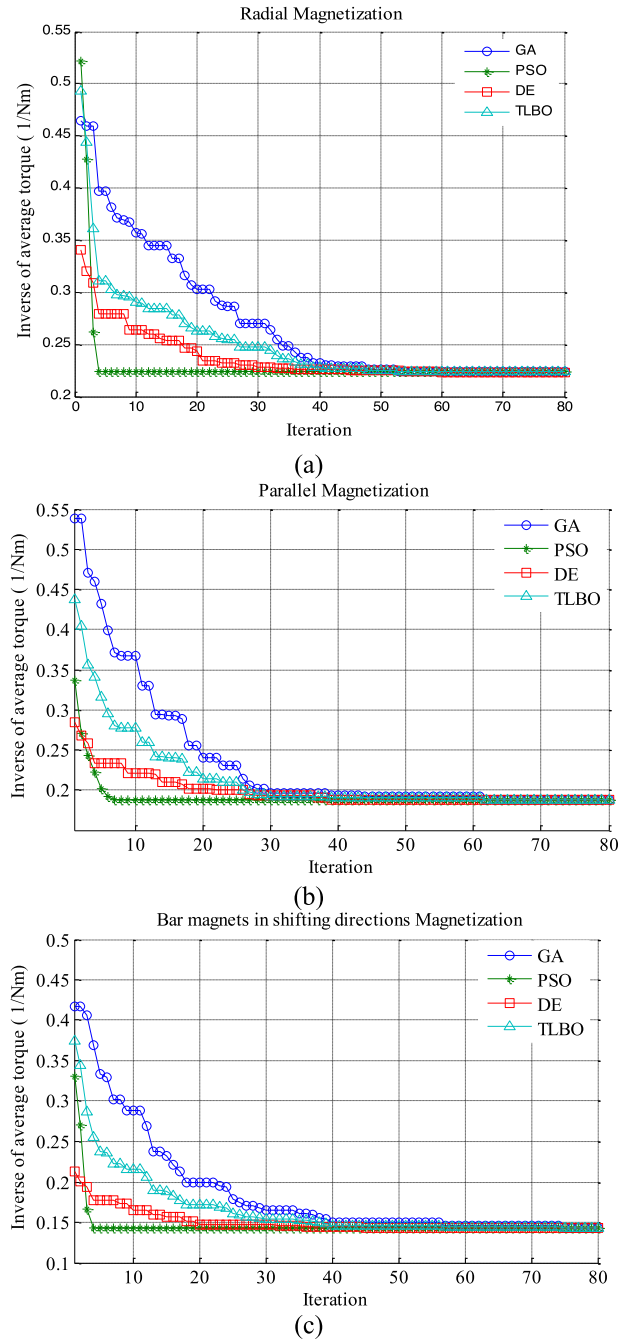 Radial Magnetization
0.55
0.5
0.45
0.4
0.35
0.3
0.25
0.2
Inverse of average torque ( 1/Nm)
GA
PSO
DE
TLBO
0 10 20 30 40 50 60 70 80
Iteration
(a)
Parallel Magnetization
0.55
0.5
0.45
0.4
0.35
0.3
0.25
0.2
Inverse of average torque ( 1/Nm)
GA
PSO
DE
TLBO
10 20 30 40 50 60 70 80
Iteration
(b)
Bar magnets in shifting directions Magnetization
0.5
0.45
0.4
0.35
0.3
0.25
0.2
0.15
0.1
Inverse of average torque ( 1/Nm)
GA
PSO
DE
TLBO
10 20 30 40 50 60 70 80
Iteration
(c)